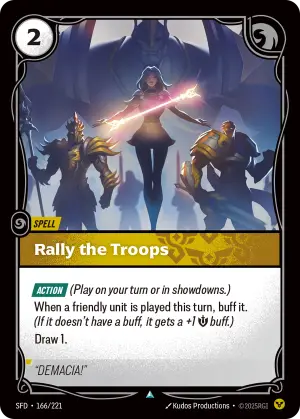 2
SPELL
Rally the Troops
ACTION (Play on your turn or in showdowns.)
When a friendly unit is played this turn, buff it.
(If it doesn't have a buff, it gets a +1 buff.)
Draw 1.
"DEMACIA!"
SFD • 166/221 Kudos Productions • ©2025RGI